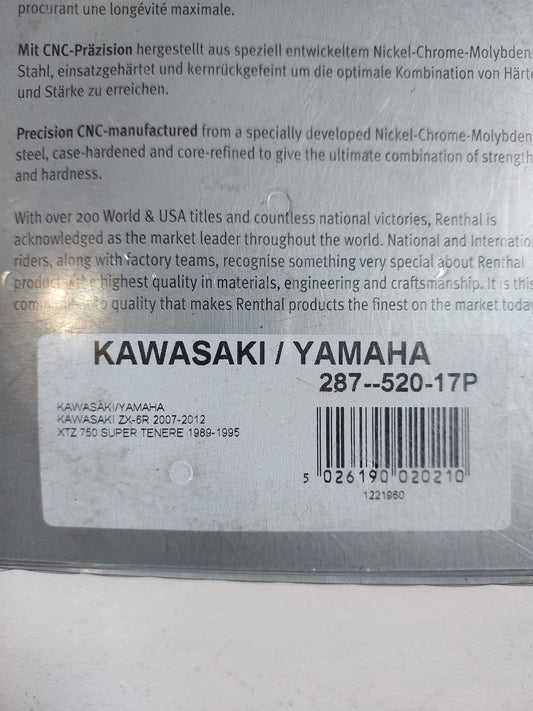 procurant une longévité maximale.
Mit CNC-Präzision hergestellt aus speziell entwickeltem Nickel-Chrome-Molybden
Stahl, einsatzgehärtet und kernrückgefeint um die optimale Kombination von Härte
und Stärke zu erreichen.
Precision CNC-manufactured from a specially developed Nickel-Chrome-Molybden
steel, case-hardened and core-refined to give the ultimate combination of strength
and hardness.
With over 200 World & USA titles and countless national victories, Renthal is
acknowledged as the market leader throughout the world. National and Internatio
riders, along with factory teams, recognise something very special about Renthal
highest quality in materials, engineering and craftsmanship. It is this
quality that makes Renthal products the finest on the market today
KAWASAKI / YAMAHA
287--520-17P
KAWASAKI/YAMAHA
KAWASAKI ZX-6R 2007-2012
XTZ 750 SUPER TENERE 1989-1995
5 026190 020210
1221960